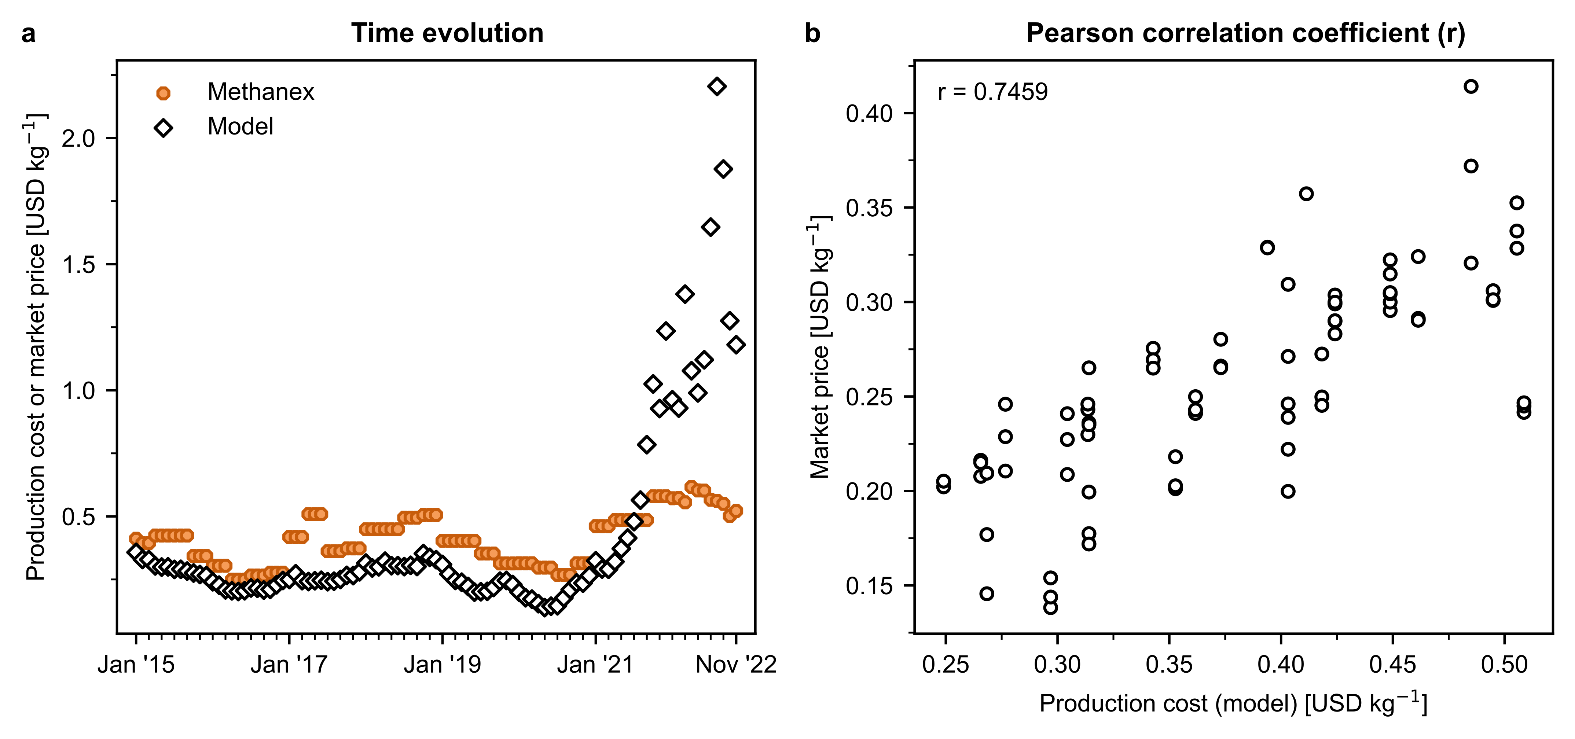 a
Time evolution
Methanex
Model
Production cost or market price [USD kg⁻¹]
2.0
1.5
1.0
0.5
Jan '15
Jan '17
Jan '19
Jan '21
Nov '22
b
Pearson correlation coefficient (r)
r = 0.7459
Market price [USD kg⁻¹]
0.40
0.35
0.30
0.25
0.20
0.15
0.25
0.30
0.35
0.40
0.45
0.50
Production cost (model) [USD kg⁻¹]